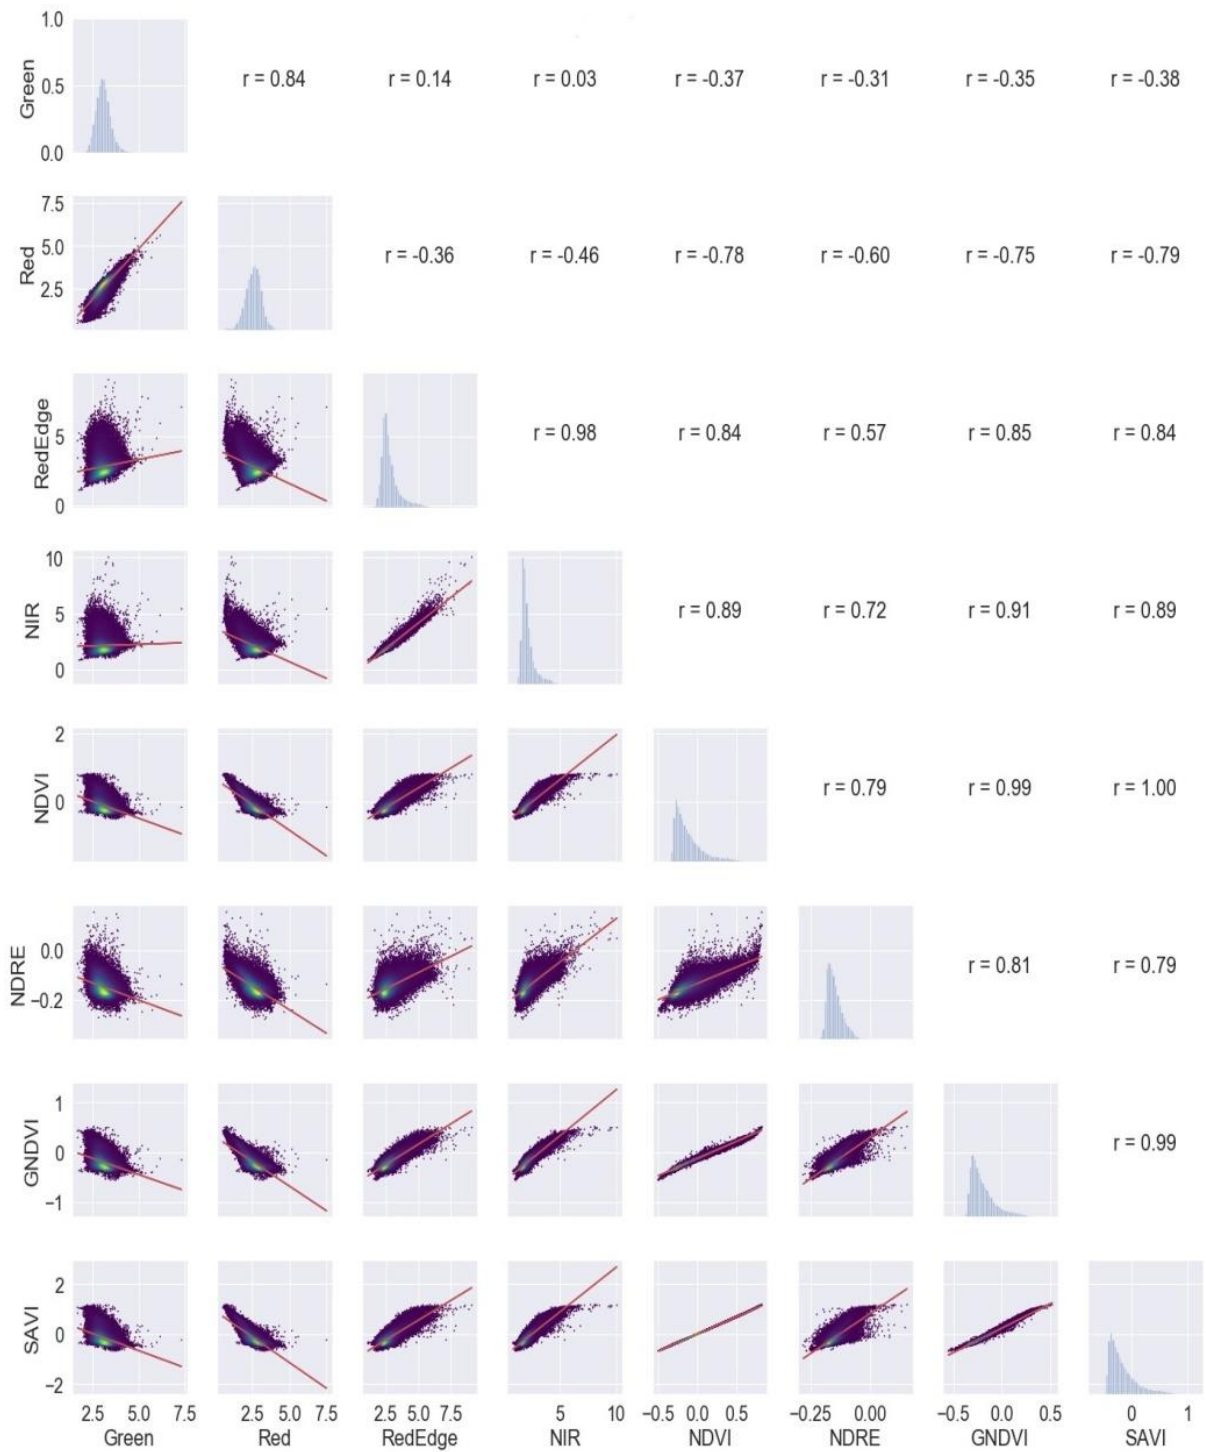 1.0
Green
0.5
0.0
r = 0.84
r = 0.14
r = 0.03
r = -0.37
r = -0.31
r = -0.35
r = -0.38
7.5
Red
5.0
2.5
r = -0.36
r = -0.46
r = -0.78
r = -0.60
r = -0.75
r = -0.79
RedEdge
5
0
r = 0.98
r = 0.84
r = 0.57
r = 0.85
r = 0.84
10
NIR
5
0
r = 0.89
r = 0.72
r = 0.91
r = 0.89
2
NDVI
0
r = 0.79
r = 0.99
r = 1.00
NDRE
0.0
−0.2
r = 0.81
r = 0.79
1
GNDVI
0
−1
r = 0.99
2
SAVI
0
−2
2.5 5.0 7.5
2.5 5.0 7.5
2.5 5.0 7.5
5 10
−0.5 0.0 0.5
−0.25 0.00
−0.5 0.0 0.5
0 1
Green Red RedEdge NIR NDVI NDRE GNDVI SAVI